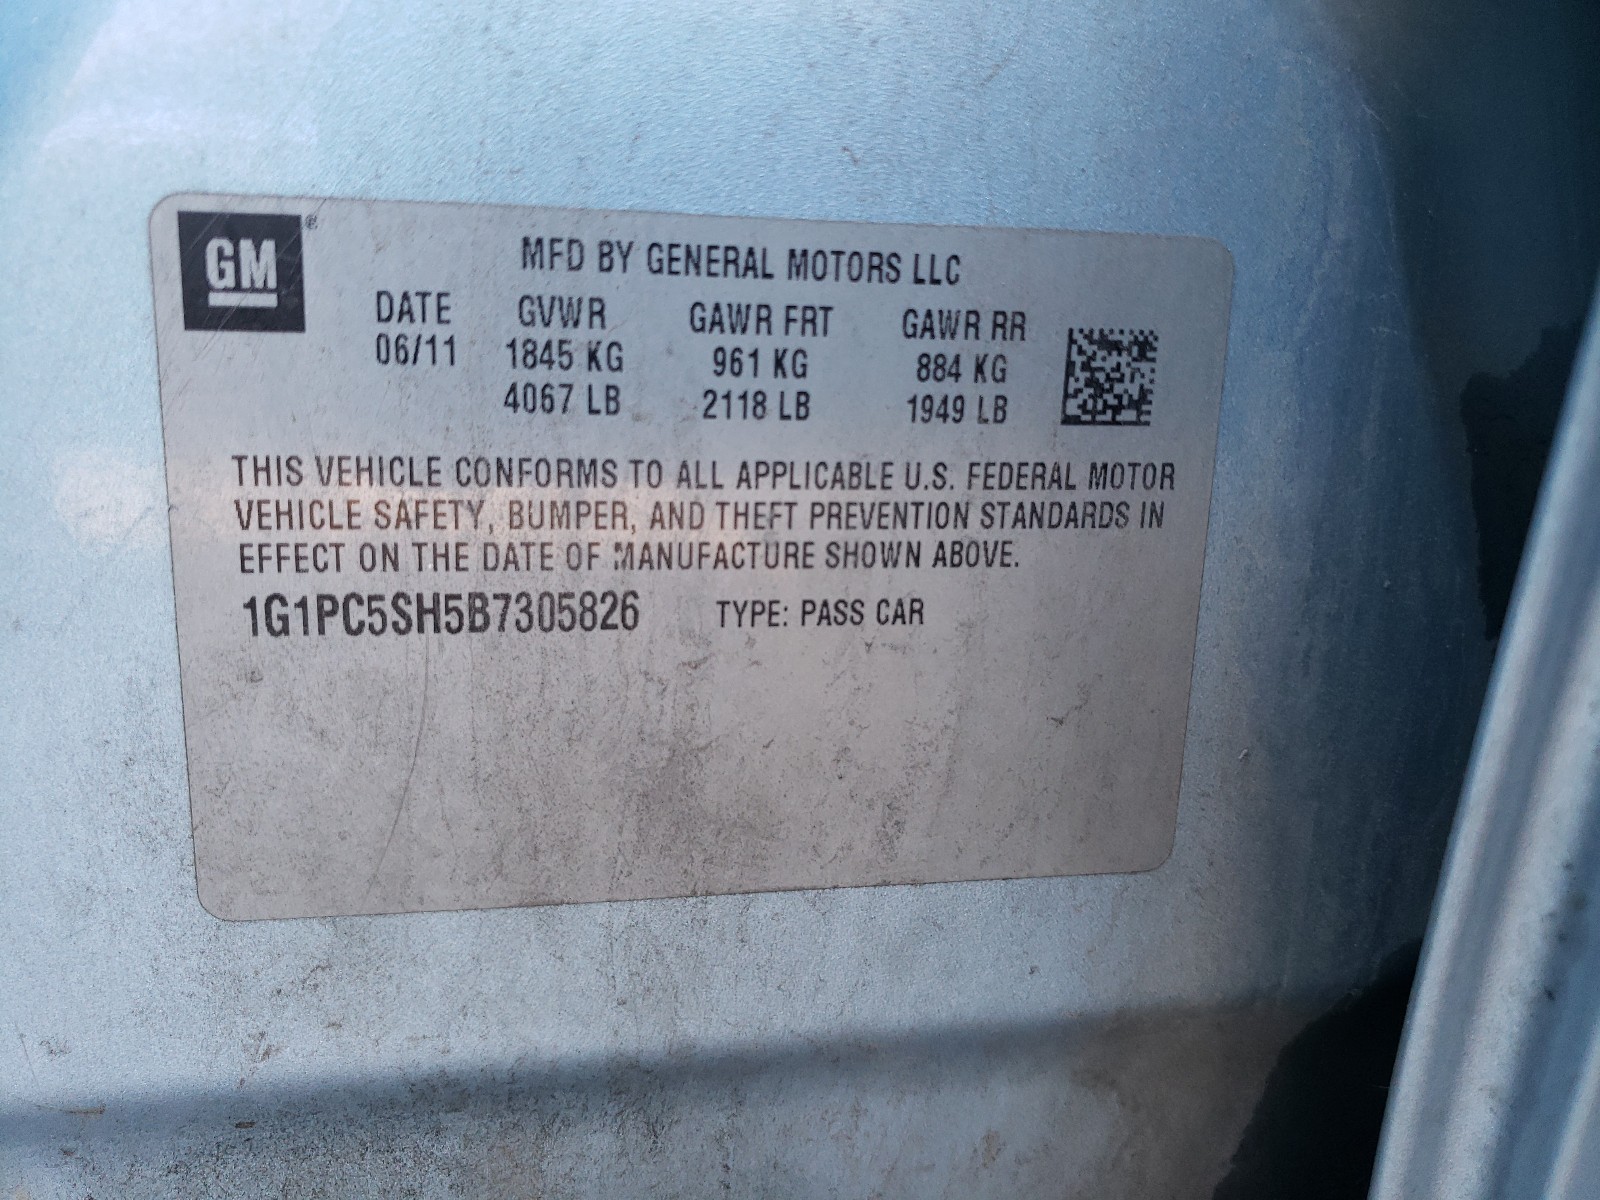 GM®
MFD BY GENERAL MOTORS LLC
DATE GVWR GAWR FRT GAWR RR
06/11 1845 KG 961 KG 884 KG
4067 LB 2118 LB 1949 LB
THIS VEHICLE CONFORMS TO ALL APPLICABLE U.S. FEDERAL MOTOR
VEHICLE SAFETY, BUMPER, AND THEFT PREVENTION STANDARDS IN
EFFECT ON THE DATE OF MANUFACTURE SHOWN ABOVE.
1G1PC5SH5B7305826 TYPE: PASS CAR